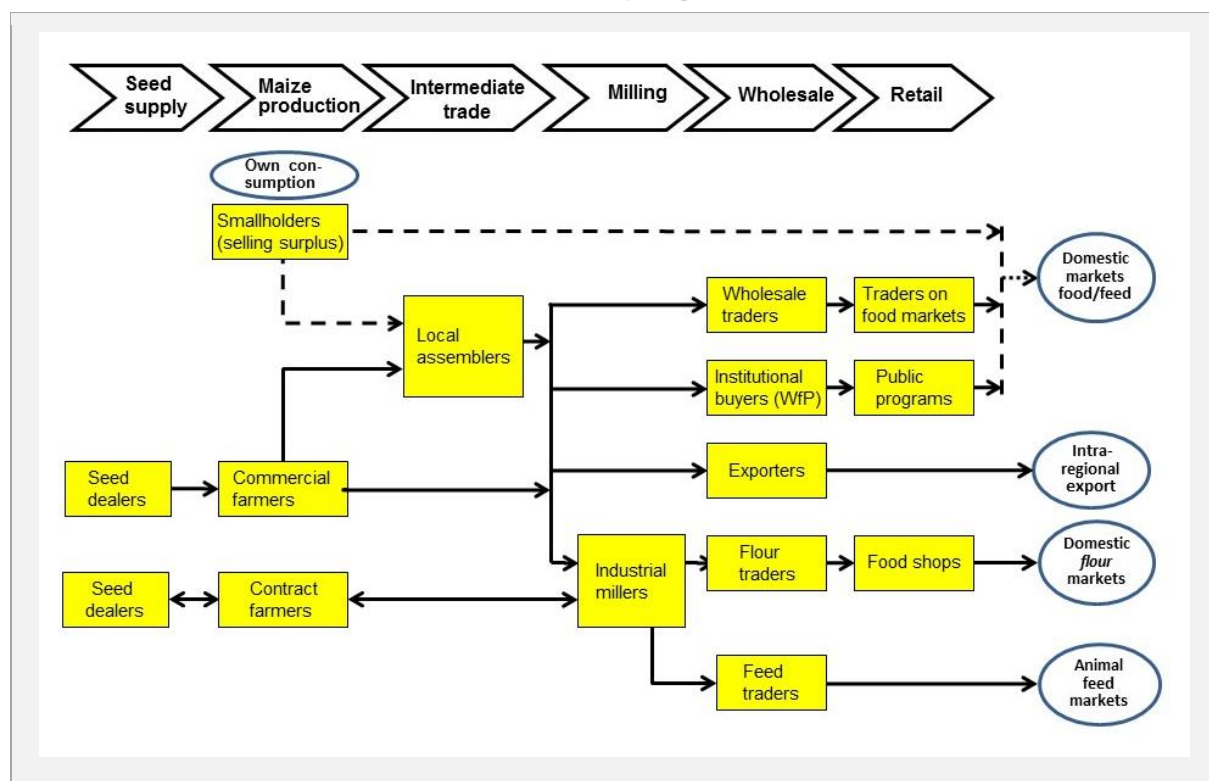 Seed
supply
Maize
production
Intermediate
trade
Milling
Wholesale
Retail
Own con-
sumption
Smallholders
(selling surplus)
Domestic
markets
food/feed
Wholesale
traders
Traders on
food markets
Local
assemblers
Institutional
buyers (WfP)
Public
programs
Seed
dealers
Commercial
farmers
Exporters
Intra-
regional
export
Seed
dealers
Contract
farmers
Industrial
millers
Flour
traders
Food shops
Domestic
flour
markets
Feed
traders
Animal
feed
markets